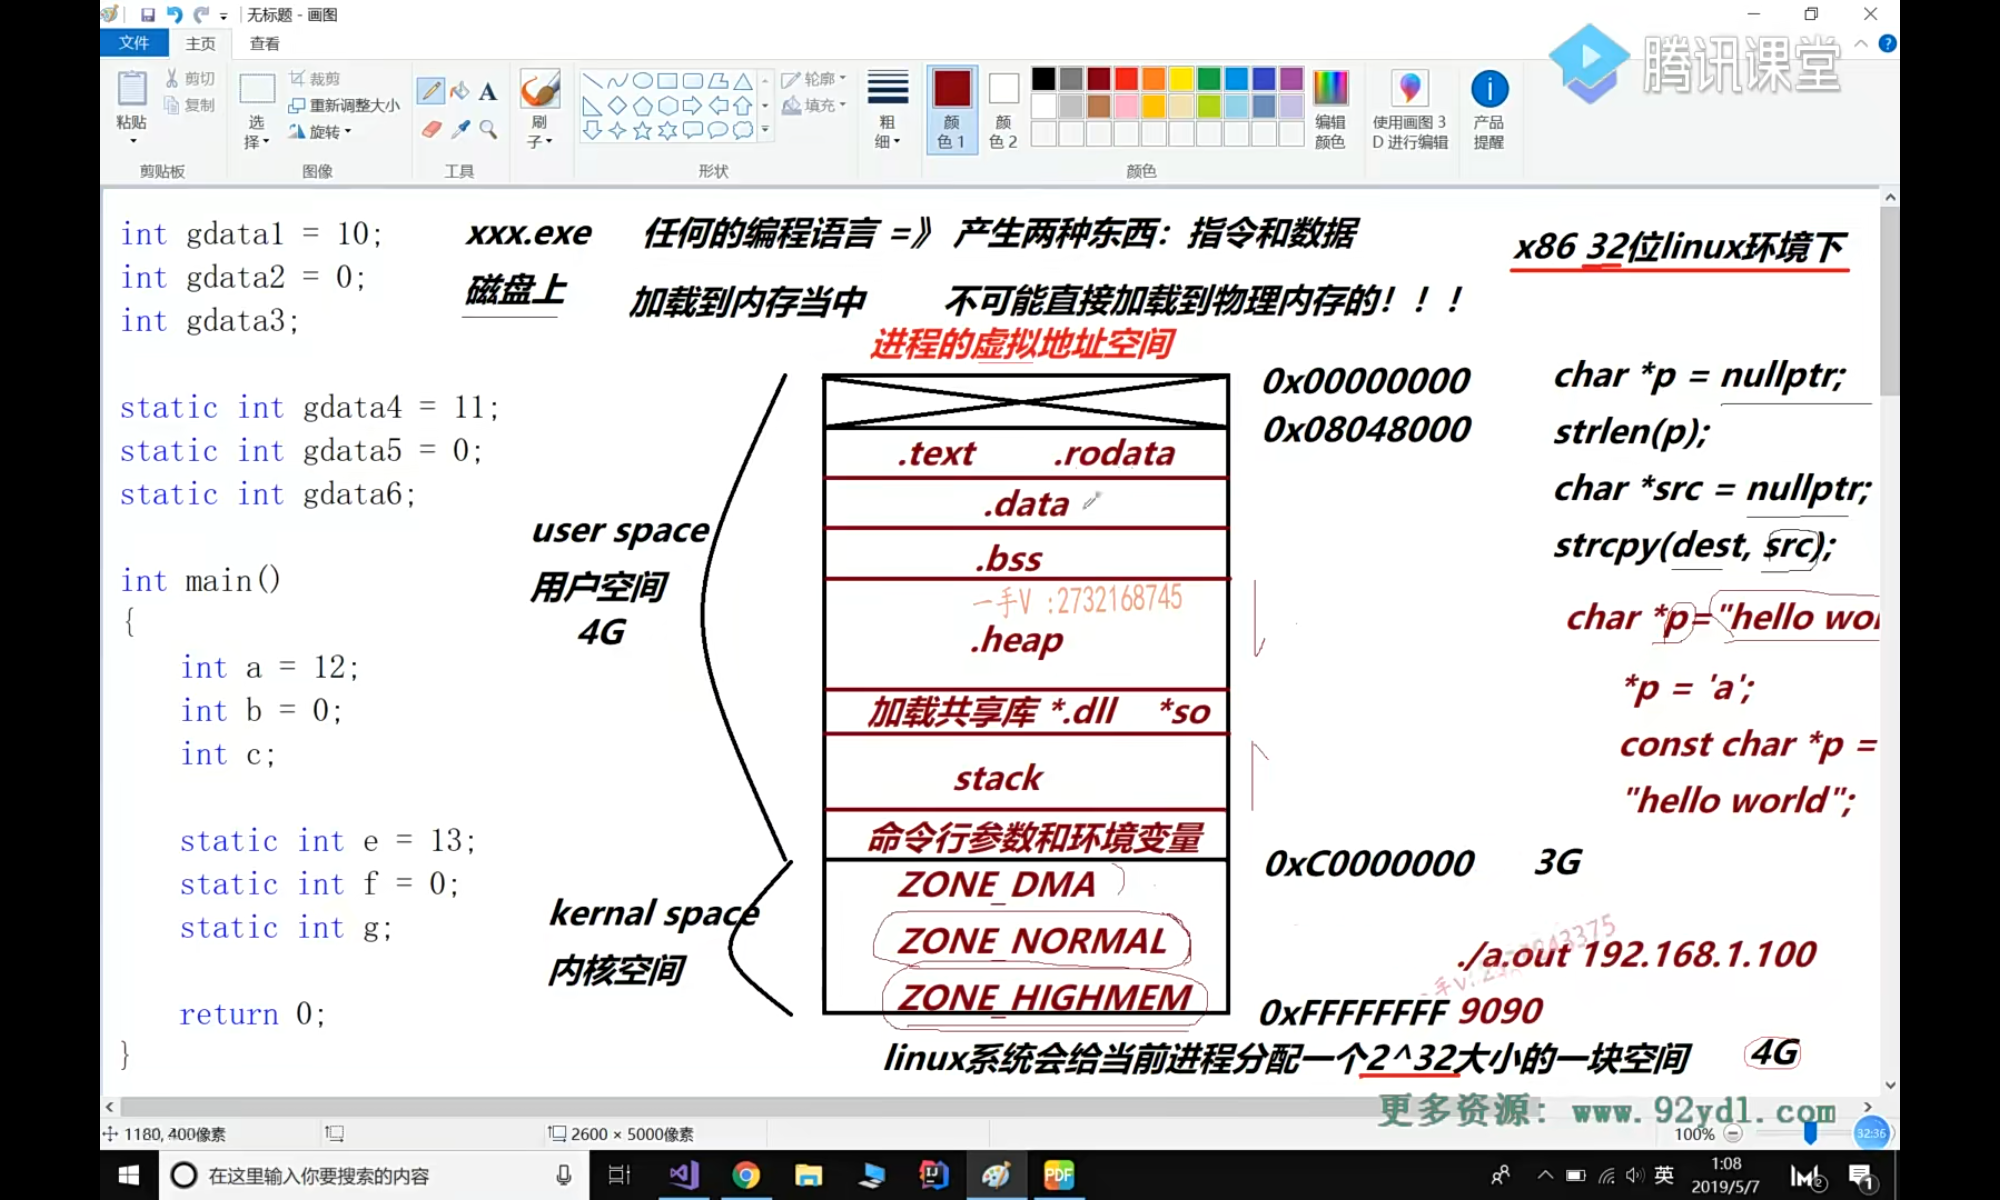 无标题 - 画图
文件 主页 查看
粘贴 剪切 复制 剪贴板
选择 裁剪 重新调整大小 旋转 图像
工具
刷子
形状 轮廓 填充
粗细
颜色 1 颜色 2 编辑颜色 颜色
使用画图 3D 进行编辑
产品提醒
腾讯课堂
int gdata1 = 10;
int gdata2 = 0;
int gdata3;
static int gdata4 = 11;
static int gdata5 = 0;
static int gdata6;
int main()
{
int a = 12;
int b = 0;
int c;
static int e = 13;
static int f = 0;
static int g;
return 0;
}
xxx.exe
磁盘上
任何的编程语言 =》 产生两种东西：指令和数据
加载到内存当中 不可能直接加载到物理内存的！！！
x86 32位linux环境下
进程的虚拟地址空间
user space
用户空间
4G
kernal space
内核空间
.text .rodata
.data
.bss
一手V :2732168745
.heap
加载共享库 *.dll *so
stack
命令行参数和环境变量
ZONE_DMA
ZONE_NORMAL
ZONE_HIGHMEM
0x00000000
0x08048000
0xC0000000 3G
0xFFFFFFFF 9090
char *p = nullptr;
strlen(p);
char *src = nullptr;
strcpy(dest, src);
char *p="hello wor
*p = 'a';
const char *p =
"hello world";
./a.out 192.168.1.100
linux系统会给当前进程分配一个2^32大小的一块空间 4G
更多资源：www.92ydl.com
1180, 400像素 2600 × 5000像素 100% 32:36
在这里输入你要搜索的内容
PDF
英
1:08
2019/5/7
1